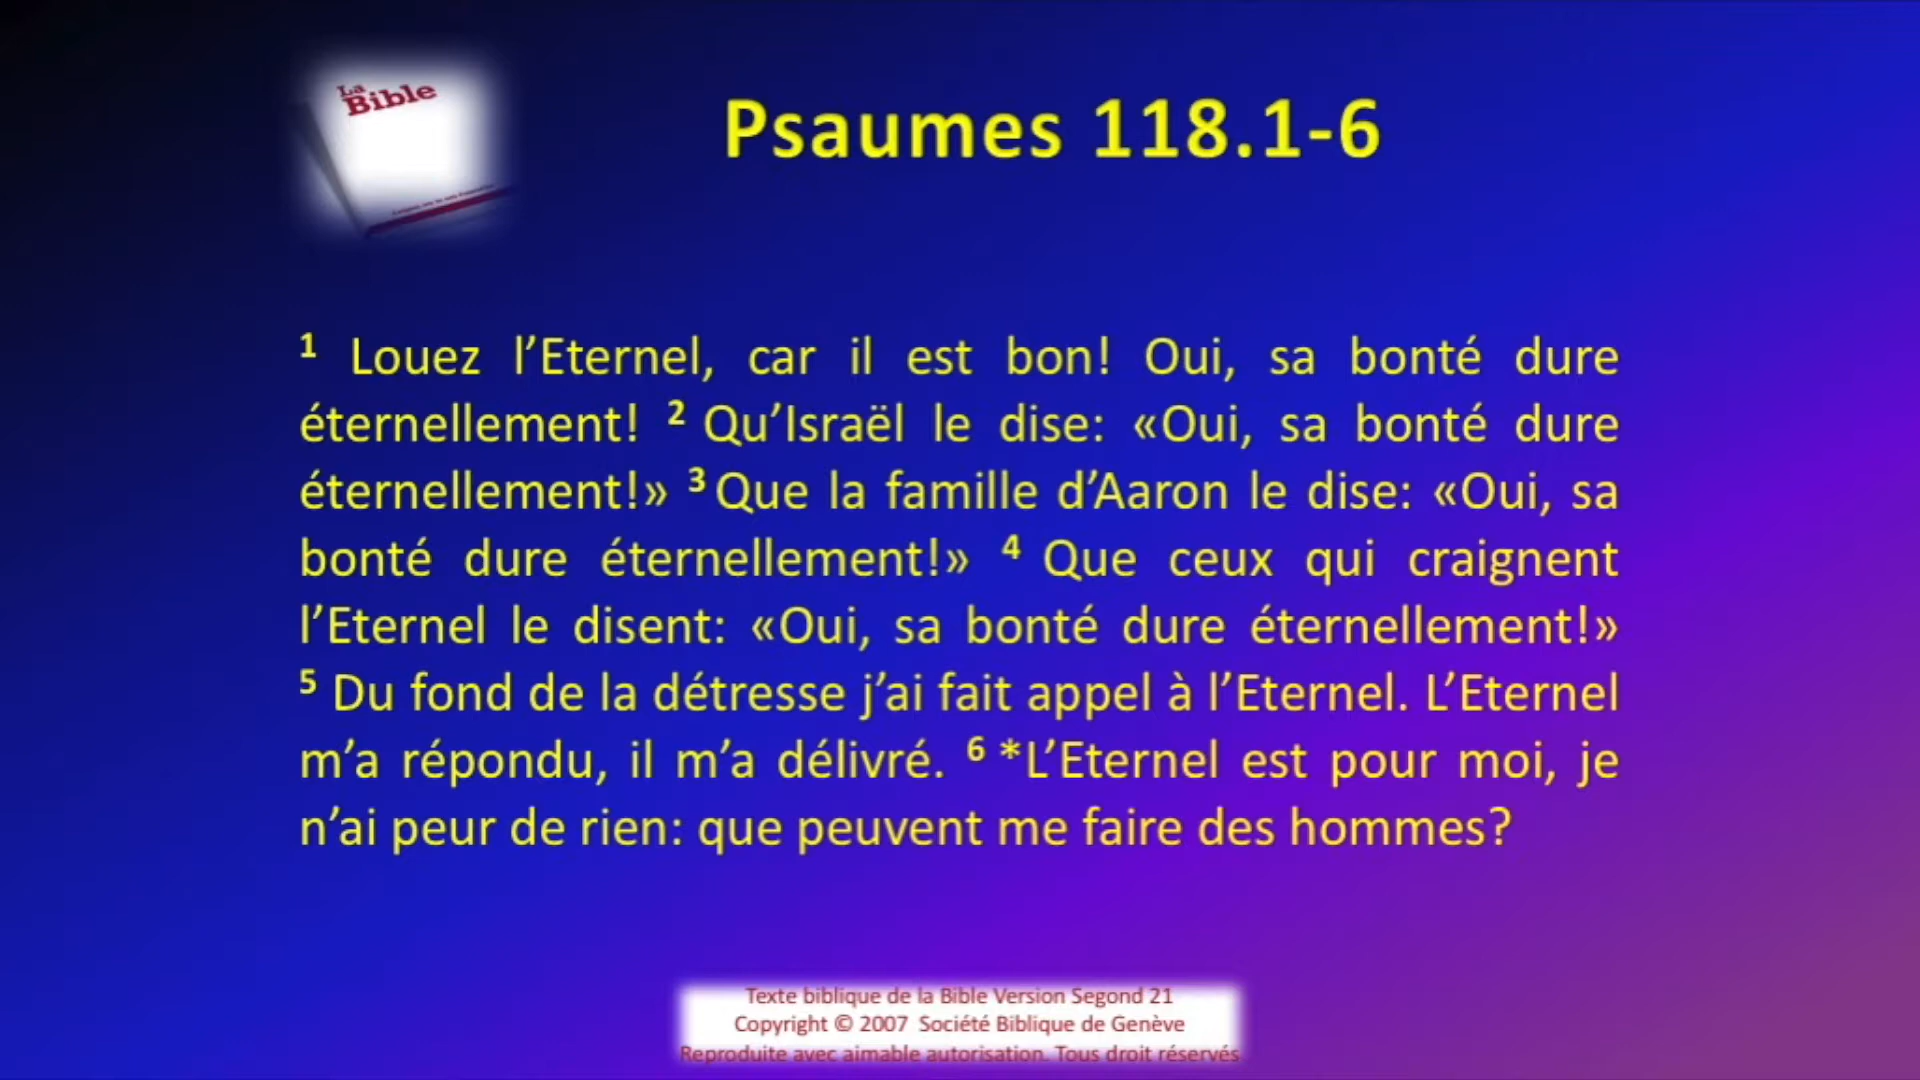 La
Bible
Psaumes 118.1-6
1 Louez l’Eternel, car il est bon! Oui, sa bonté dure
éternellement! 2 Qu’Israël le dise: «Oui, sa bonté dure
éternellement!» 3 Que la famille d’Aaron le dise: «Oui, sa
bonté dure éternellement!» 4 Que ceux qui craignent
l’Eternel le disent: «Oui, sa bonté dure éternellement!»
5 Du fond de la détresse j’ai fait appel à l’Eternel. L’Eternel
m’a répondu, il m’a délivré. 6 *L’Eternel est pour moi, je
n’ai peur de rien: que peuvent me faire des hommes?
Texte biblique de la Bible Version Segond 21
Copyright © 2007 Société Biblique de Genève
Reproduite avec aimable autorisation. Tous droit réservés